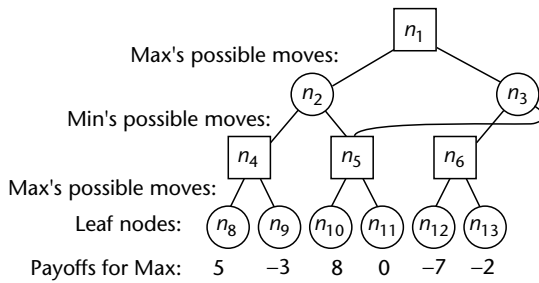 n1
Max's possible moves:
n2 n3
Min's possible moves:
n4 n5 n6
Max's possible moves:
Leaf nodes: n8 n9 n10 n11 n12 n13
Payoffs for Max: 5 −3 8 0 −7 −2